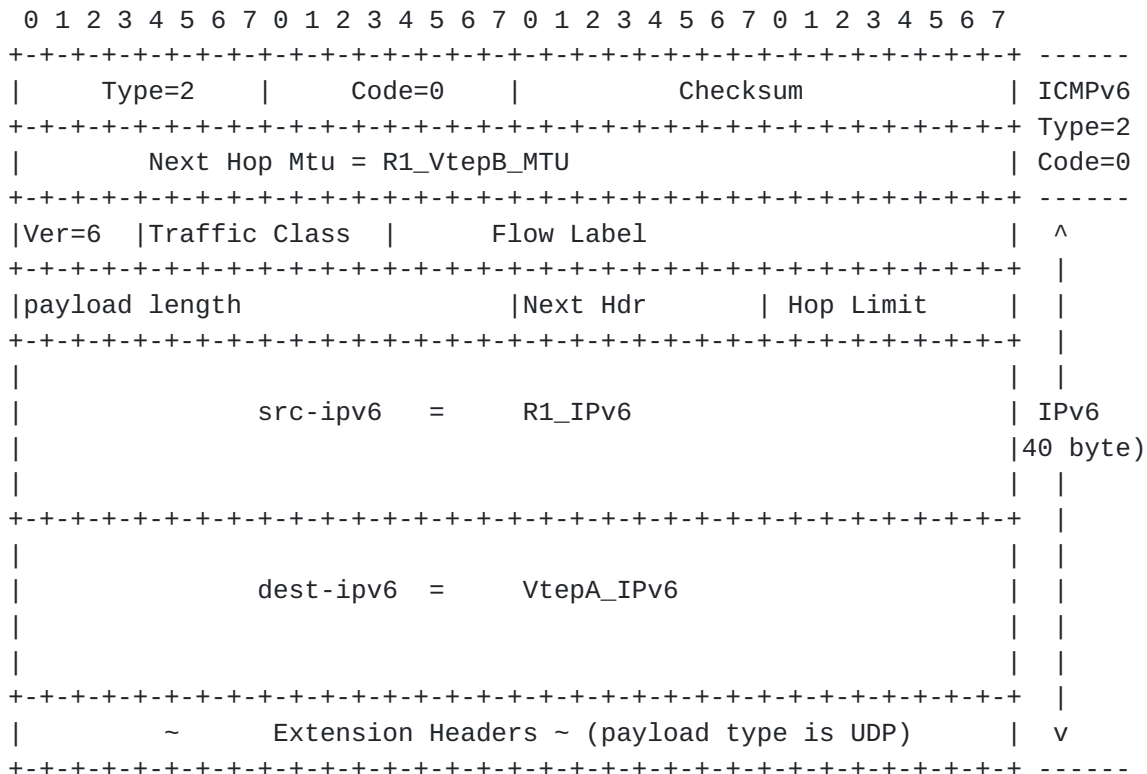 0 1 2 3 4 5 6 7 0 1 2 3 4 5 6 7 0 1 2 3 4 5 6 7 0 1 2 3 4 5 6 7
+-+-+-+-+-+-+-+-+-+-+-+-+-+-+-+-+-+-+-+-+-+-+-+-+-+-+-+-+-+-+-+-+ ------
|     Type=2    |     Code=0    |          Checksum             | ICMPv6
+-+-+-+-+-+-+-+-+-+-+-+-+-+-+-+-+-+-+-+-+-+-+-+-+-+-+-+-+-+-+-+-+ Type=2
|        Next Hop Mtu = R1_VtepB_MTU                            | Code=0
+-+-+-+-+-+-+-+-+-+-+-+-+-+-+-+-+-+-+-+-+-+-+-+-+-+-+-+-+-+-+-+-+ ------
|Ver=6  |Traffic Class  |      Flow Label                       |  ^
+-+-+-+-+-+-+-+-+-+-+-+-+-+-+-+-+-+-+-+-+-+-+-+-+-+-+-+-+-+-+-+-+  |
|payload length                 |Next Hdr       | Hop Limit     |  |
+-+-+-+-+-+-+-+-+-+-+-+-+-+-+-+-+-+-+-+-+-+-+-+-+-+-+-+-+-+-+-+-+  |
|                                                               |  |
|               src-ipv6   =     R1_IPv6                        | IPv6
|                                                               |40 byte)
|                                                               |  |
+-+-+-+-+-+-+-+-+-+-+-+-+-+-+-+-+-+-+-+-+-+-+-+-+-+-+-+-+-+-+-+-+  |
|                                                               |  |
|               dest-ipv6  =     VtepA_IPv6                     |  |
|                                                               |  |
|                                                               |  |
+-+-+-+-+-+-+-+-+-+-+-+-+-+-+-+-+-+-+-+-+-+-+-+-+-+-+-+-+-+-+-+-+  |
|         ~      Extension Headers ~ (payload type is UDP)      |  v
+-+-+-+-+-+-+-+-+-+-+-+-+-+-+-+-+-+-+-+-+-+-+-+-+-+-+-+-+-+-+-+-+ ------